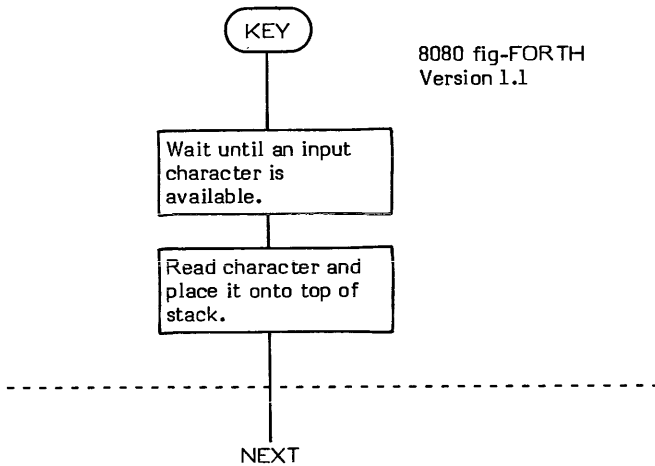 KEY
8080 fig-FORTH
Version 1.1
Wait until an input
character is
available.
Read character and
place it onto top of
stack.
NEXT